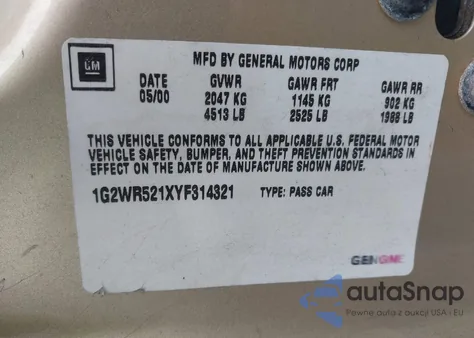 GM
MFD BY GENERAL MOTORS CORP
DATE GVWR GAWR FRT GAWR RR
05/00 2047 KG 1145 KG 902 KG
4513 LB 2525 LB 1988 LB
THIS VEHICLE CONFORMS TO ALL APPLICABLE U.S. FEDERAL MOTOR
VEHICLE SAFETY, BUMPER, AND THEFT PREVENTION STANDARDS IN
EFFECT ON THE DATE OF MANUFACTURE SHOWN ABOVE.
1G2WR521XYF314321 TYPE: PASS CAR
GENUINE
autoSnap
Pewne auto z aukcji USA i EU